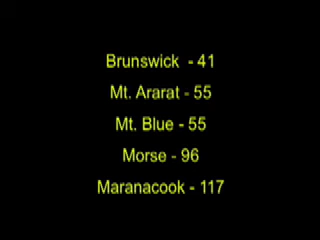 Brunswick  - 41
Mt. Ararat - 55
Mt. Blue - 55
Morse - 96
Maranacook - 117